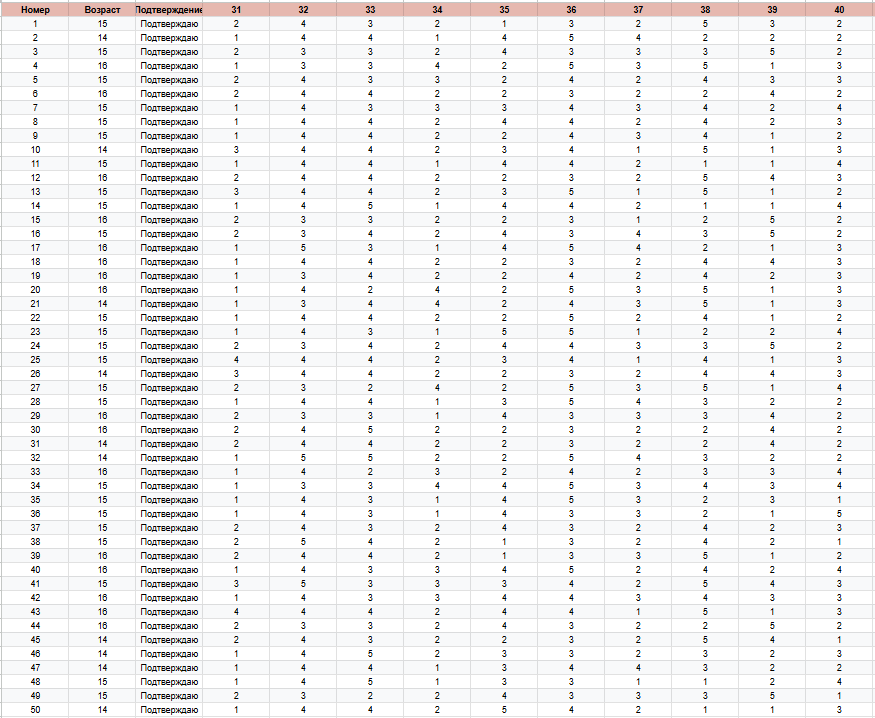 Номер Возраст Подтверждение 31 32 33 34 35 36 37 38 39 40
1 15 Подтверждаю 2 4 3 2 1 3 2 5 3 2
2 14 Подтверждаю 1 4 4 1 4 5 4 2 2 2
3 15 Подтверждаю 2 3 4 2 4 3 3 3 5 2
4 16 Подтверждаю 1 3 3 4 2 5 3 5 1 3
5 15 Подтверждаю 2 4 3 3 2 4 2 4 3 3
6 16 Подтверждаю 2 4 4 2 2 3 2 2 4 2
7 15 Подтверждаю 1 4 3 3 3 4 3 4 2 4
8 15 Подтверждаю 1 4 4 2 4 4 2 4 2 3
9 15 Подтверждаю 1 4 4 2 2 4 3 4 1 2
10 14 Подтверждаю 3 4 4 2 3 4 1 5 1 3
11 15 Подтверждаю 1 4 4 1 4 4 2 1 1 4
12 16 Подтверждаю 2 4 4 2 2 3 2 5 4 3
13 15 Подтверждаю 3 4 4 2 3 5 1 5 1 2
14 15 Подтверждаю 1 4 5 1 4 4 2 1 1 4
15 16 Подтверждаю 2 3 3 2 2 3 1 2 5 2
16 15 Подтверждаю 2 3 4 2 4 3 4 3 5 2
17 16 Подтверждаю 1 5 3 1 4 5 4 2 1 3
18 16 Подтверждаю 1 4 4 2 2 3 2 4 4 3
19 16 Подтверждаю 1 3 4 2 2 4 2 4 2 3
20 16 Подтверждаю 1 4 2 4 2 5 3 5 1 3
21 14 Подтверждаю 1 3 4 4 2 4 3 5 1 3
22 15 Подтверждаю 1 4 4 2 2 5 2 4 1 2
23 15 Подтверждаю 1 4 3 1 5 5 1 2 2 4
24 15 Подтверждаю 2 3 4 2 4 4 3 3 5 2
25 15 Подтверждаю 4 4 4 2 3 4 1 4 1 3
26 14 Подтверждаю 3 4 4 2 2 3 2 4 4 3
27 15 Подтверждаю 2 3 2 4 2 5 3 5 1 4
28 15 Подтверждаю 1 4 4 1 3 5 4 3 2 2
29 16 Подтверждаю 2 3 3 1 4 3 3 3 4 2
30 16 Подтверждаю 2 4 5 2 2 3 2 2 4 2
31 14 Подтверждаю 2 4 4 2 2 3 2 2 4 2
32 14 Подтверждаю 1 5 5 2 2 5 4 3 2 2
33 16 Подтверждаю 1 4 2 3 2 4 2 3 3 4
34 15 Подтверждаю 1 3 3 4 4 5 3 4 3 4
35 15 Подтверждаю 1 4 3 1 4 5 3 2 3 1
36 15 Подтверждаю 1 4 3 1 4 3 3 2 1 5
37 15 Подтверждаю 2 4 3 2 4 3 2 4 2 3
38 15 Подтверждаю 2 5 4 2 1 3 2 4 2 1
39 16 Подтверждаю 2 4 4 2 1 3 3 5 1 2
40 16 Подтверждаю 1 4 3 3 4 5 2 4 2 4
41 15 Подтверждаю 3 5 3 3 3 4 2 5 4 3
42 16 Подтверждаю 1 4 3 3 4 4 3 4 3 3
43 16 Подтверждаю 4 4 4 2 4 4 1 5 1 3
44 16 Подтверждаю 2 3 3 2 4 3 2 2 5 2
45 14 Подтверждаю 2 4 3 2 2 3 2 5 4 1
46 14 Подтверждаю 1 4 5 2 3 3 2 3 2 3
47 14 Подтверждаю 1 4 4 1 3 4 4 3 2 2
48 15 Подтверждаю 1 4 5 1 3 3 1 1 2 4
49 15 Подтверждаю 2 3 2 2 4 3 3 3 5 1
50 14 Подтверждаю 1 4 4 2 5 4 2 1 1 3